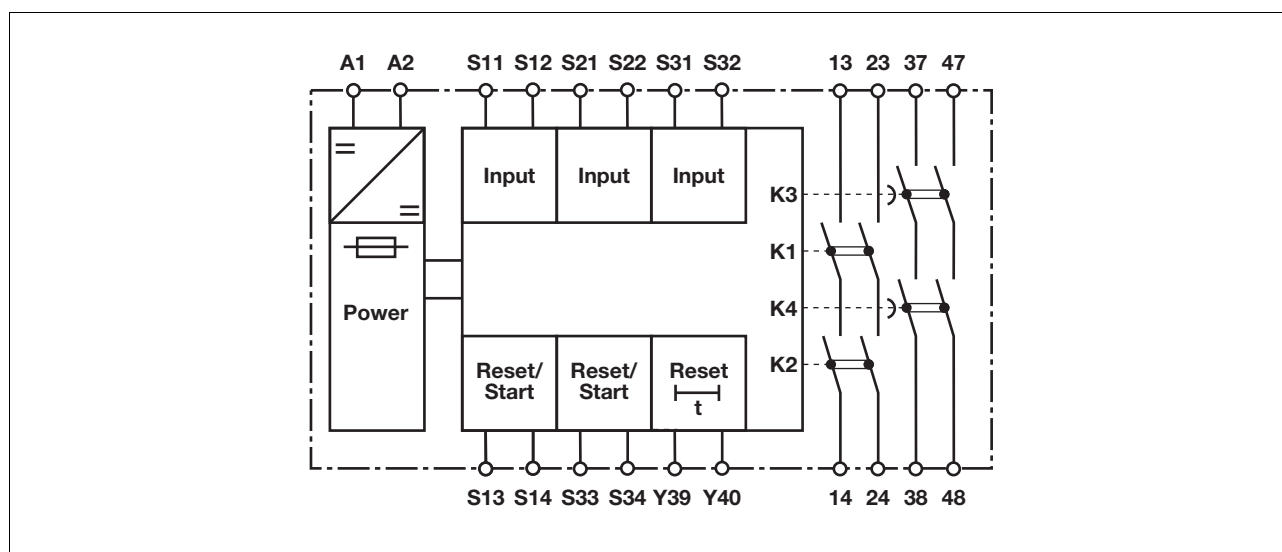 A1 A2 S11 S12 S21 S22 S31 S32 13 23 37 47
Input Input Input
K3
K1
K4
K2
Power
Reset/
Start
Reset/
Start
Reset
t
S13 S14 S33 S34 Y39 Y40 14 24 38 48